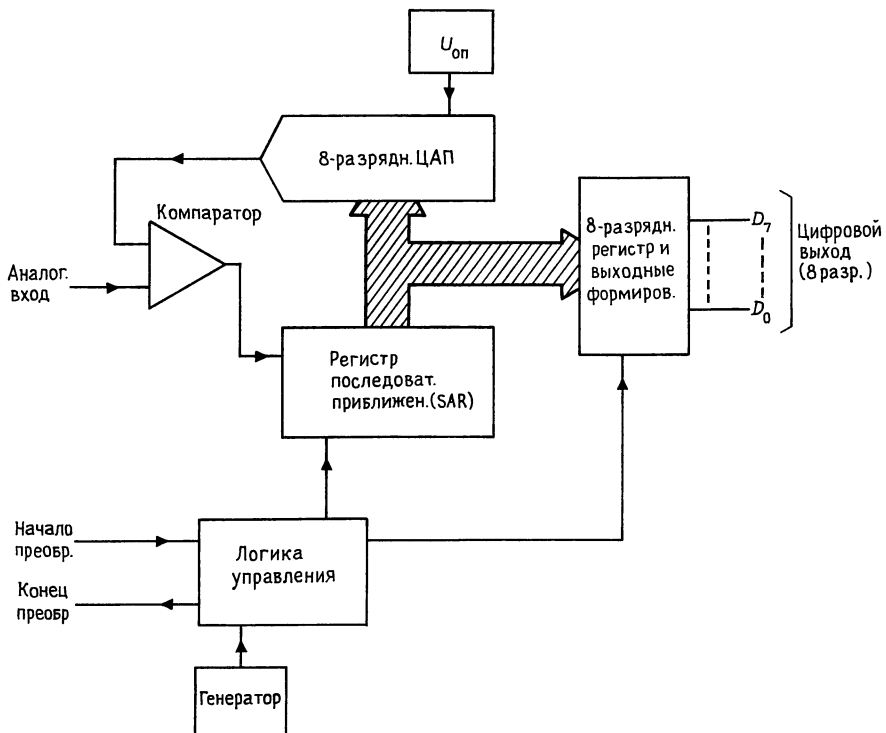 U оп
8-разрядн. ЦАП
Компаратор
Аналог.
вход
8-разрядн.
регистр и
выходные
формиров.
D7
D0
Цифровой
выход
(8 разр.)
Регистр
последоват.
приближен.(SAR)
Начало
преобр.
Конец
преобр
Логика
управления
Генератор